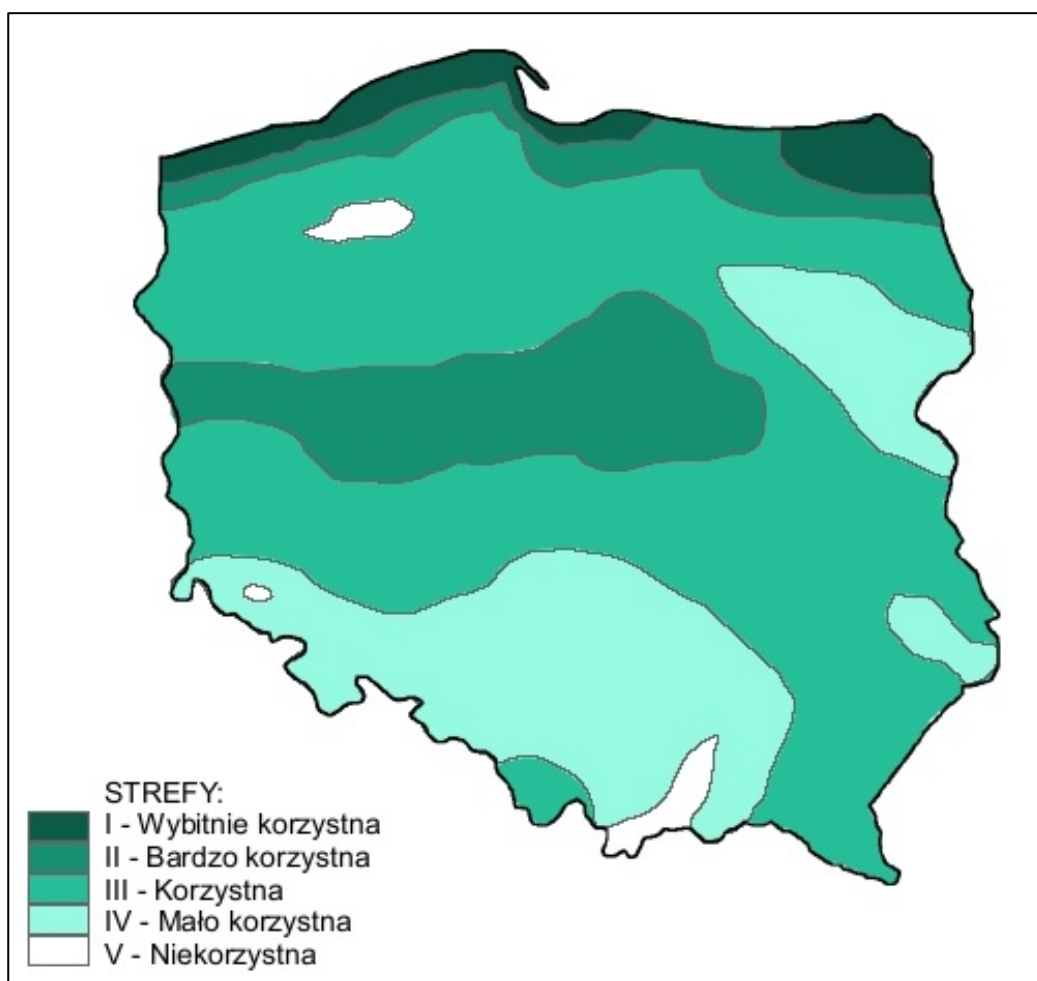 STREFY:
I - Wybitnie korzystna
II - Bardzo korzystna
III - Korzystna
IV - Mało korzystna
V - Niekorzystna